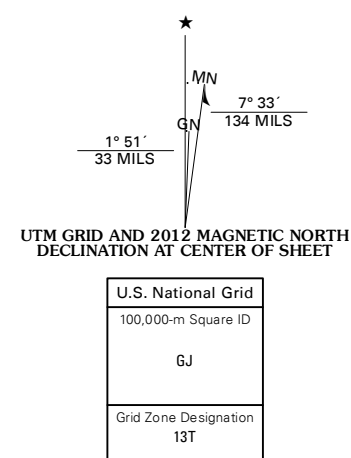 ★
MN
GN
7° 33´
134 MILS
1° 51´
33 MILS
UTM GRID AND 2012 MAGNETIC NORTH
DECLINATION AT CENTER OF SHEET
U.S. National Grid
100,000-m Square ID
GJ
Grid Zone Designation
13T